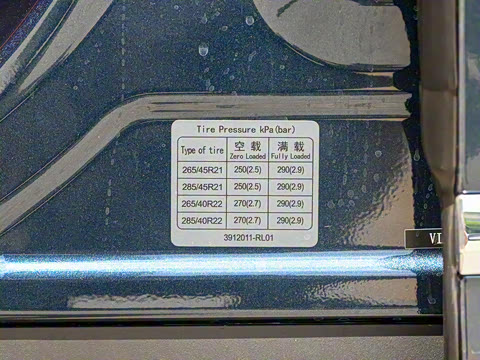 Tire Pressure kPa(bar)
Type of tire 空 载 Zero Loaded 满 载 Fully Loaded
265/45R21 250(2.5) 290(2.9)
285/45R21 250(2.5) 290(2.9)
265/40R22 270(2.7) 290(2.9)
285/40R22 270(2.7) 290(2.9)
3912011-RL01
VI